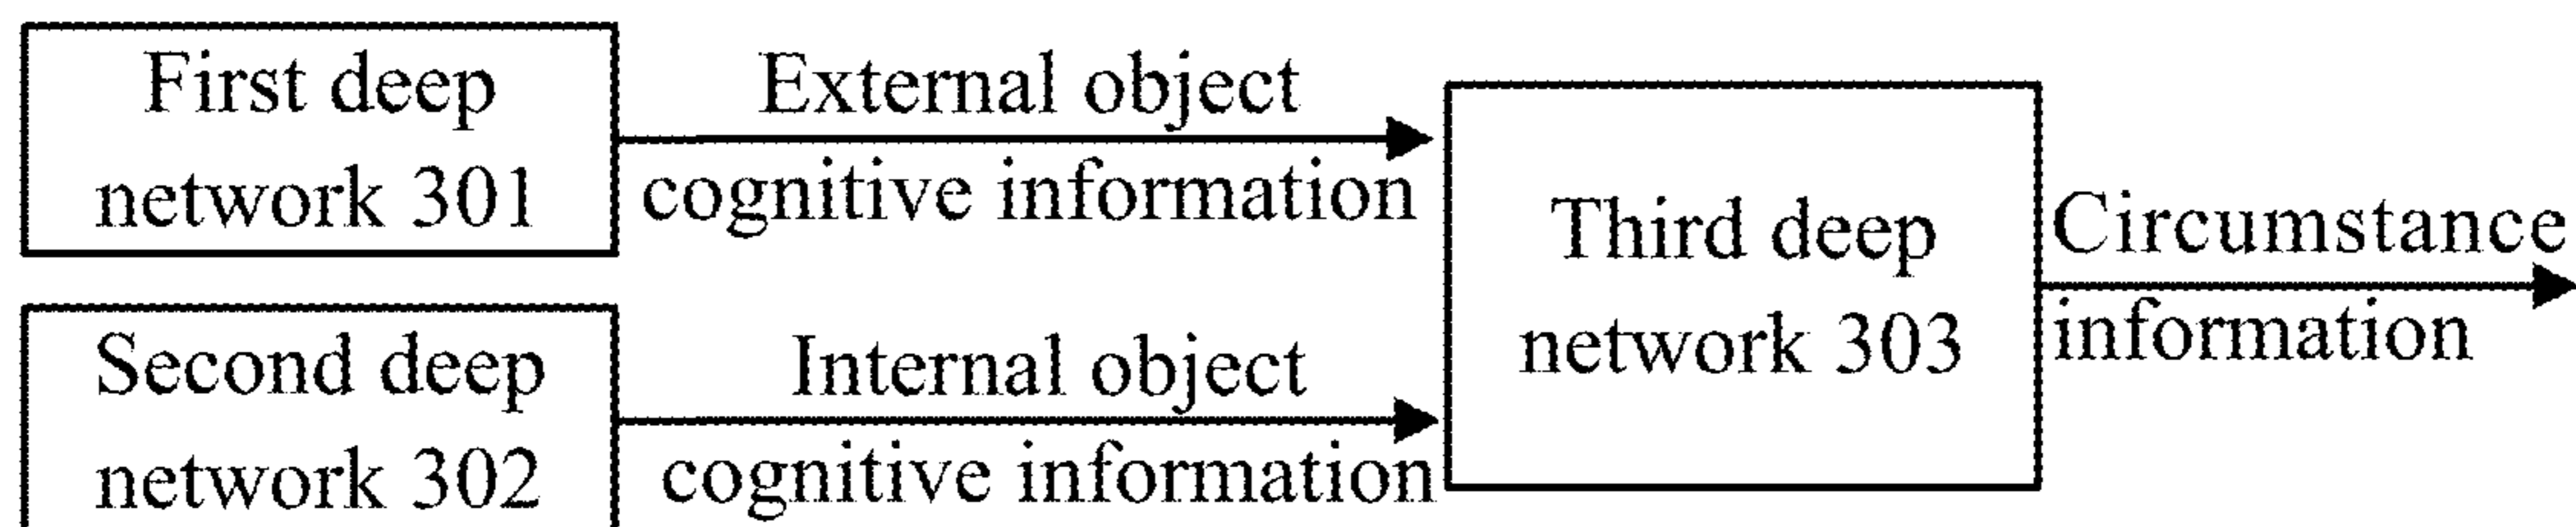 First deep
network 301
External object
cognitive information
Second deep
network 302
Internal object
cognitive information
Third deep
network 303
Circumstance
information